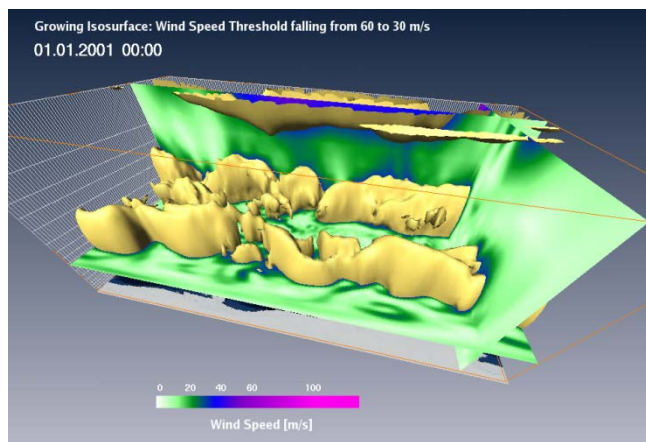 Growing Isosurface: Wind Speed Threshold falling from 60 to 30 m/s
01.01.2001 00:00
0 20 40 60 100
Wind Speed [m/s]